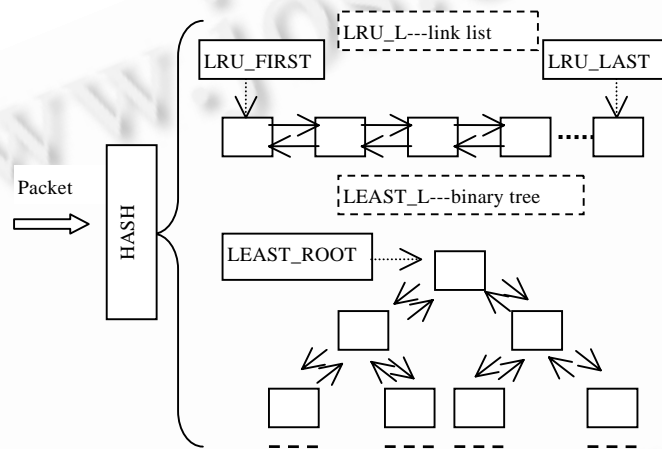 LRU_L---link list
LRU_FIRST
LRU_LAST
Packet
HASH
LEAST_L---binary tree
LEAST_ROOT